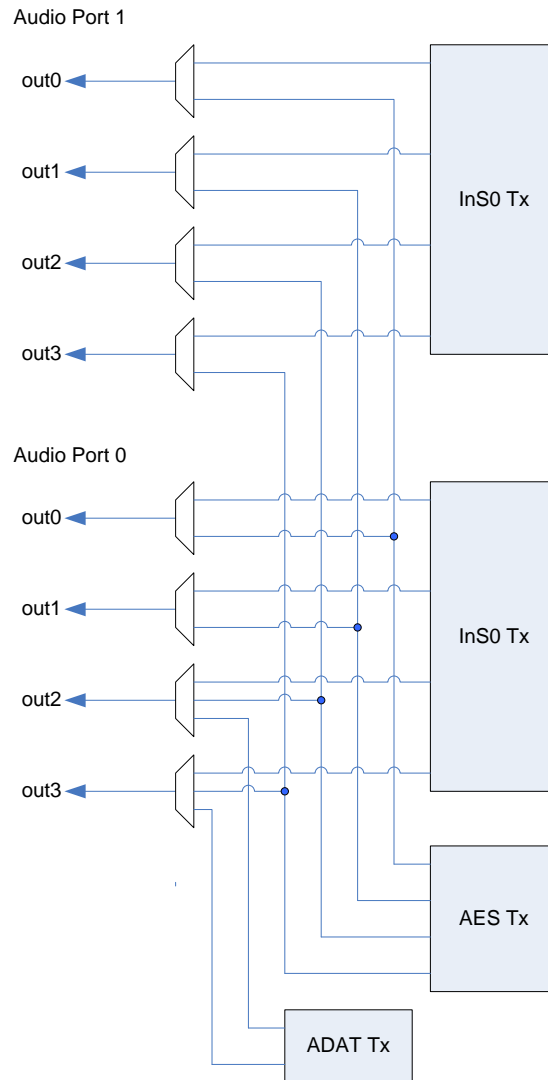 Audio Port 1
out0
out1
InS0 Tx
out2
out3
Audio Port 0
out0
out1
InS0 Tx
out2
out3
AES Tx
ADAT Tx